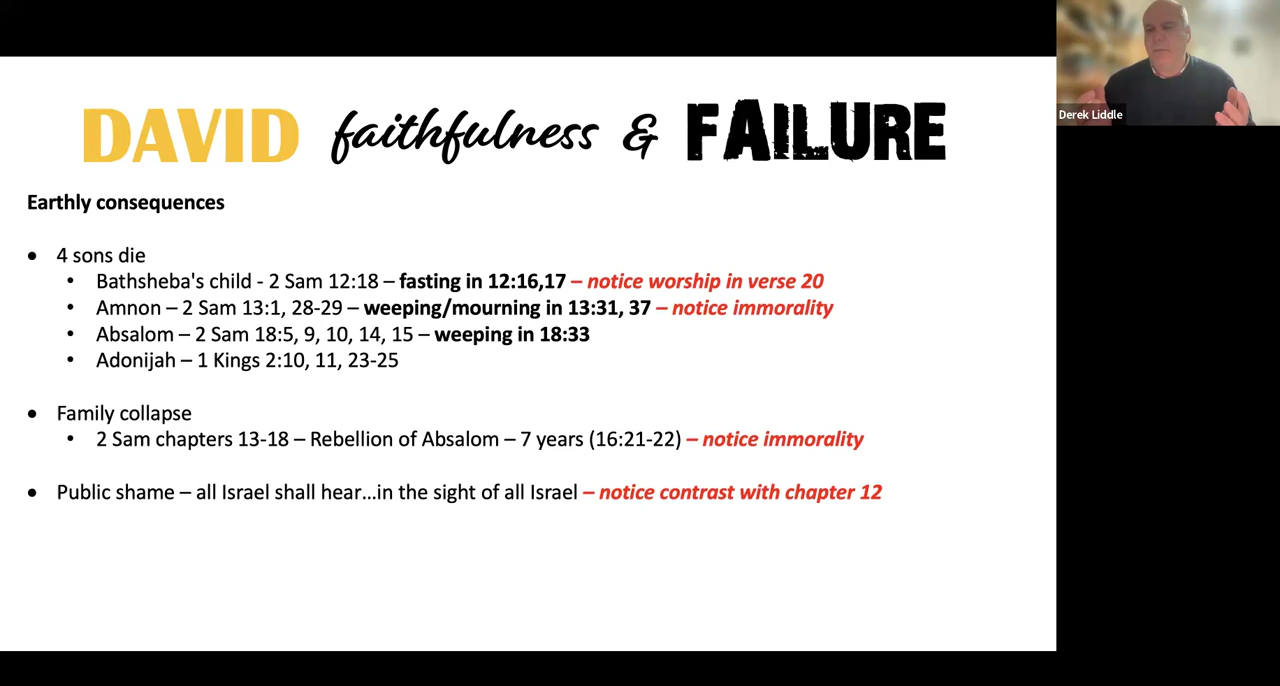 DAVID faithfulness & FAILURE
Derek Liddle
Earthly consequences
• 4 sons die
• Bathsheba's child - 2 Sam 12:18 – fasting in 12:16,17 – notice worship in verse 20
• Amnon – 2 Sam 13:1, 28-29 – weeping/mourning in 13:31, 37 – notice immorality
• Absalom – 2 Sam 18:5, 9, 10, 14, 15 – weeping in 18:33
• Adonijah – 1 Kings 2:10, 11, 23-25
• Family collapse
• 2 Sam chapters 13-18 – Rebellion of Absalom – 7 years (16:21-22) – notice immorality
• Public shame – all Israel shall hear...in the sight of all Israel – notice contrast with chapter 12